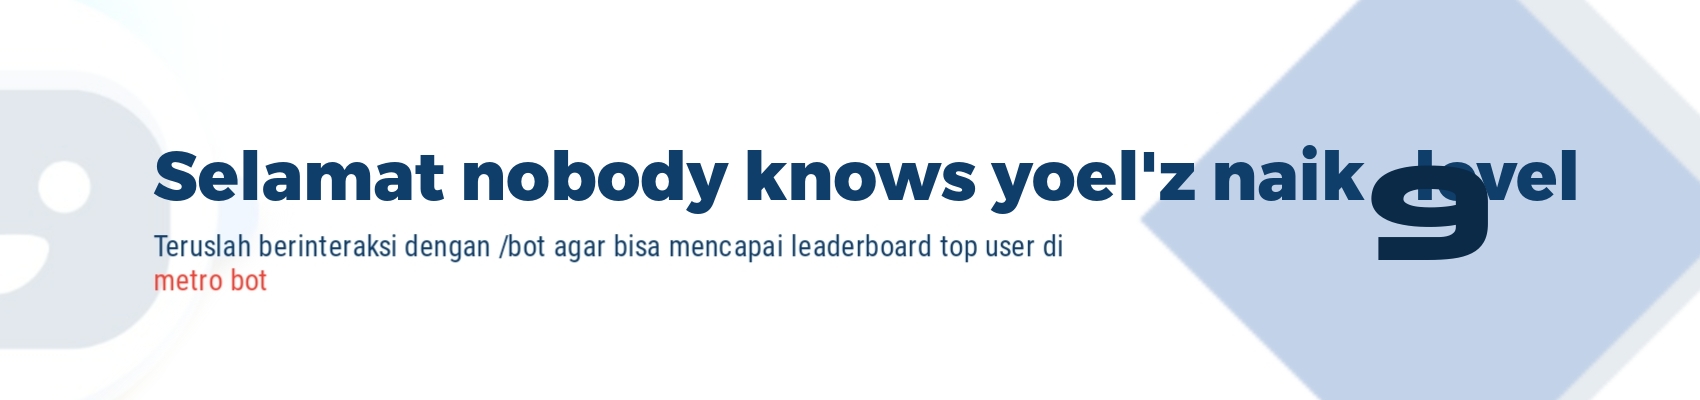 Selamat nobody knows yoel'z naik level
9
Teruslah berinteraksi dengan /bot agar bisa mencapai leaderboard top user di
metro bot